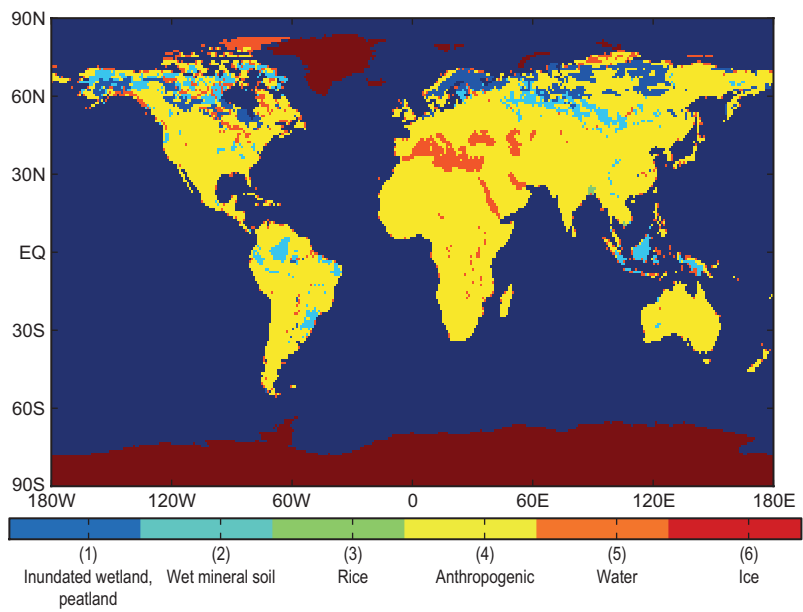 90N
60N
30N
EQ
30S
60S
90S
180W 120W 60W 0 60E 120E 180E
(1) (2) (3) (4) (5) (6)
Inundated wetland, Wet mineral soil Rice Anthropogenic Water Ice
peatland